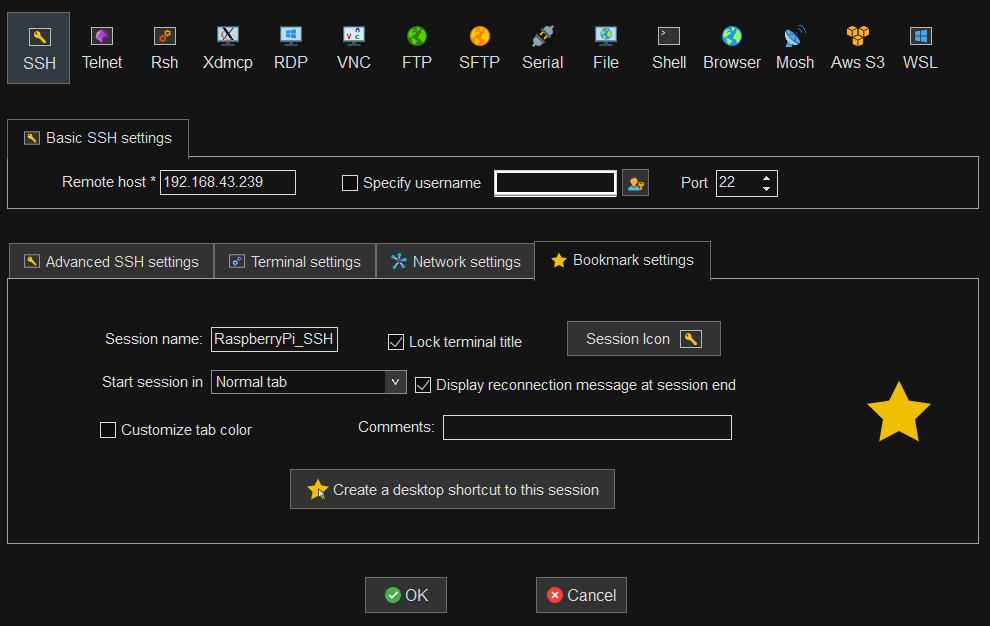 SSH Telnet Rsh Xdmcp RDP VNC FTP SFTP Serial File Shell Browser Mosh Aws S3 WSL
Basic SSH settings
Remote host * 192.168.43.239 Specify username Port 22
Advanced SSH settings Terminal settings Network settings Bookmark settings
Session name: RaspberryPi_SSH Lock terminal title Session Icon
Start session in Normal tab Display reconnection message at session end
Customize tab color Comments:
Create a desktop shortcut to this session
OK Cancel